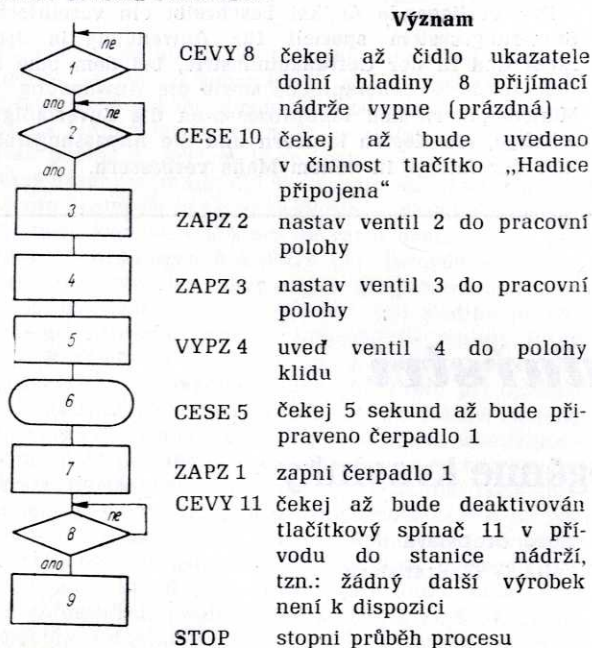 Význam
ne
1
CEVY 8 čekej až čidlo ukazatele
dolní hladiny 8 přijímací
nádrže vypne (prázdná)
ano
ne
2
CESE 10 čekej až bude uvedeno
v činnost tlačítko „Hadice
připojena“
ano
3
ZAPZ 2 nastav ventil 2 do pracovní
polohy
4
ZAPZ 3 nastav ventil 3 do pracovní
polohy
5
VYPZ 4 uveď ventil 4 do polohy
klidu
6
CESE 5 čekej 5 sekund až bude při-
praveno čerpadlo 1
7
ZAPZ 1 zapni čerpadlo 1
ne
8
CEVY 11 čekej až bude deaktivován
tlačítkový spínač 11 v pří-
vodu do stanice nádrží,
tzn.: žádný další výrobek
není k dispozici
ano
9
STOP stopni průběh procesu